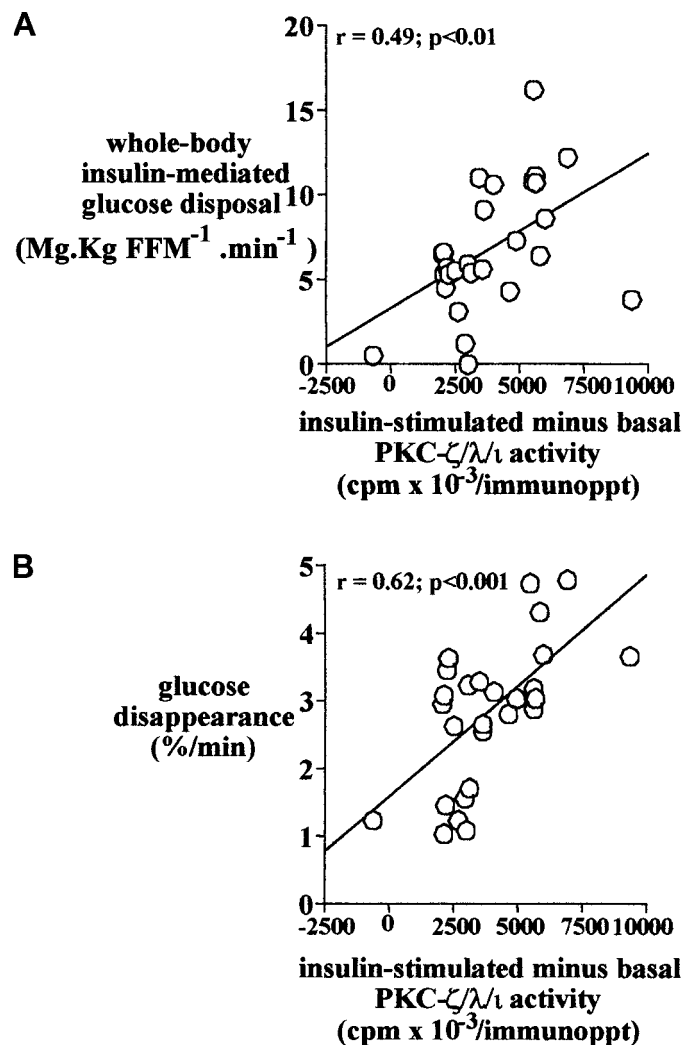 A
r = 0.49; p<0.01
20
15
10
5
0
whole-body
insulin-mediated
glucose disposal
(Mg.Kg FFM⁻¹ .min⁻¹ )
-2500 0 2500 5000 7500 10000
insulin-stimulated minus basal
PKC-ζ/λ/ι activity
(cpm x 10⁻³/immunoppt)
B
r = 0.62; p<0.001
5
4
3
2
1
0
glucose
disappearance
(%/min)
-2500 0 2500 5000 7500 10000
insulin-stimulated minus basal
PKC-ζ/λ/ι activity
(cpm x 10⁻³/immunoppt)